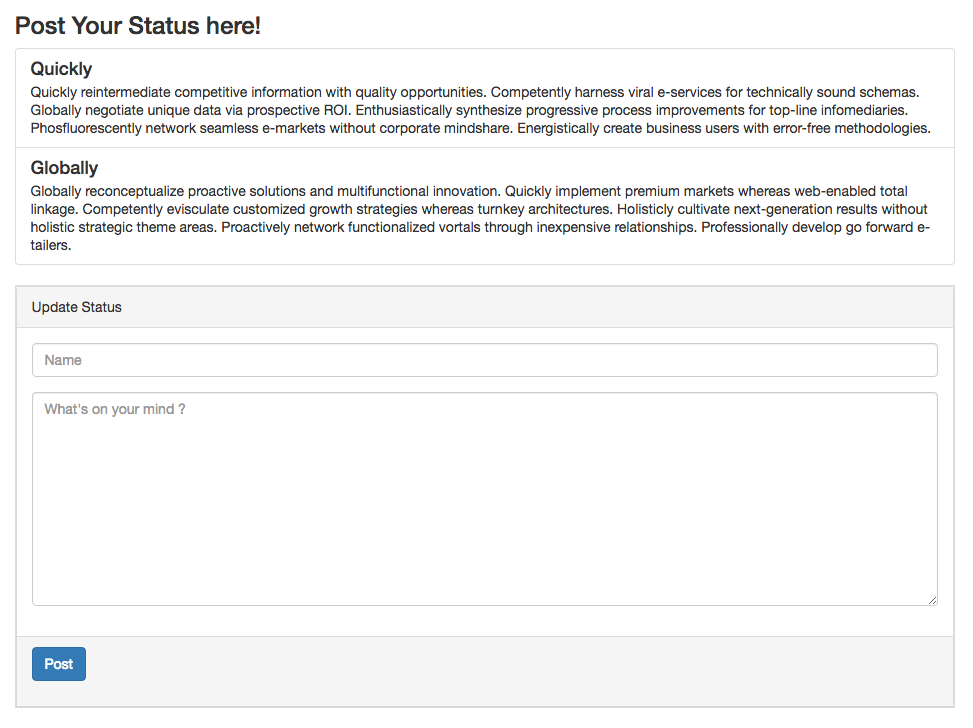 Post Your Status here!
Quickly
Quickly reintermediate competitive information with quality opportunities. Competently harness viral e-services for technically sound schemas.
Globally negotiate unique data via prospective ROI. Enthusiastically synthesize progressive process improvements for top-line infomediaries.
Phosfluorescently network seamless e-markets without corporate mindshare. Energistically create business users with error-free methodologies.
Globally
Globally reconceptualize proactive solutions and multifunctional innovation. Quickly implement premium markets whereas web-enabled total
linkage. Competently evisculate customized growth strategies whereas turnkey architectures. Holisticly cultivate next-generation results without
holistic strategic theme areas. Proactively network functionalized vortals through inexpensive relationships. Professionally develop go forward e-
tailers.
Update Status
Name
What's on your mind ?
Post